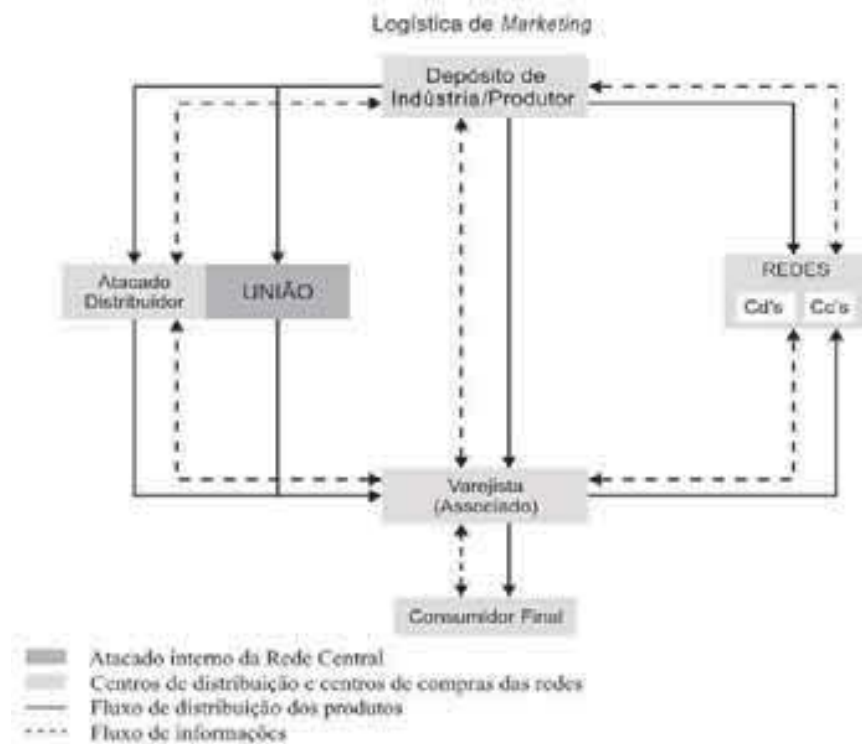 Logística de Marketing
Depósito de
Indústria/Produtor
Atacado
Distribuidor
UNIÃO
REDES
Cd's
Cc's
Varejista
(Associado)
Consumidor Final
Atacado interno da Rede Central
Centros de distribuição e centros de compras das redes
Fluxo de distribuição dos produtos
Fluxo de informações